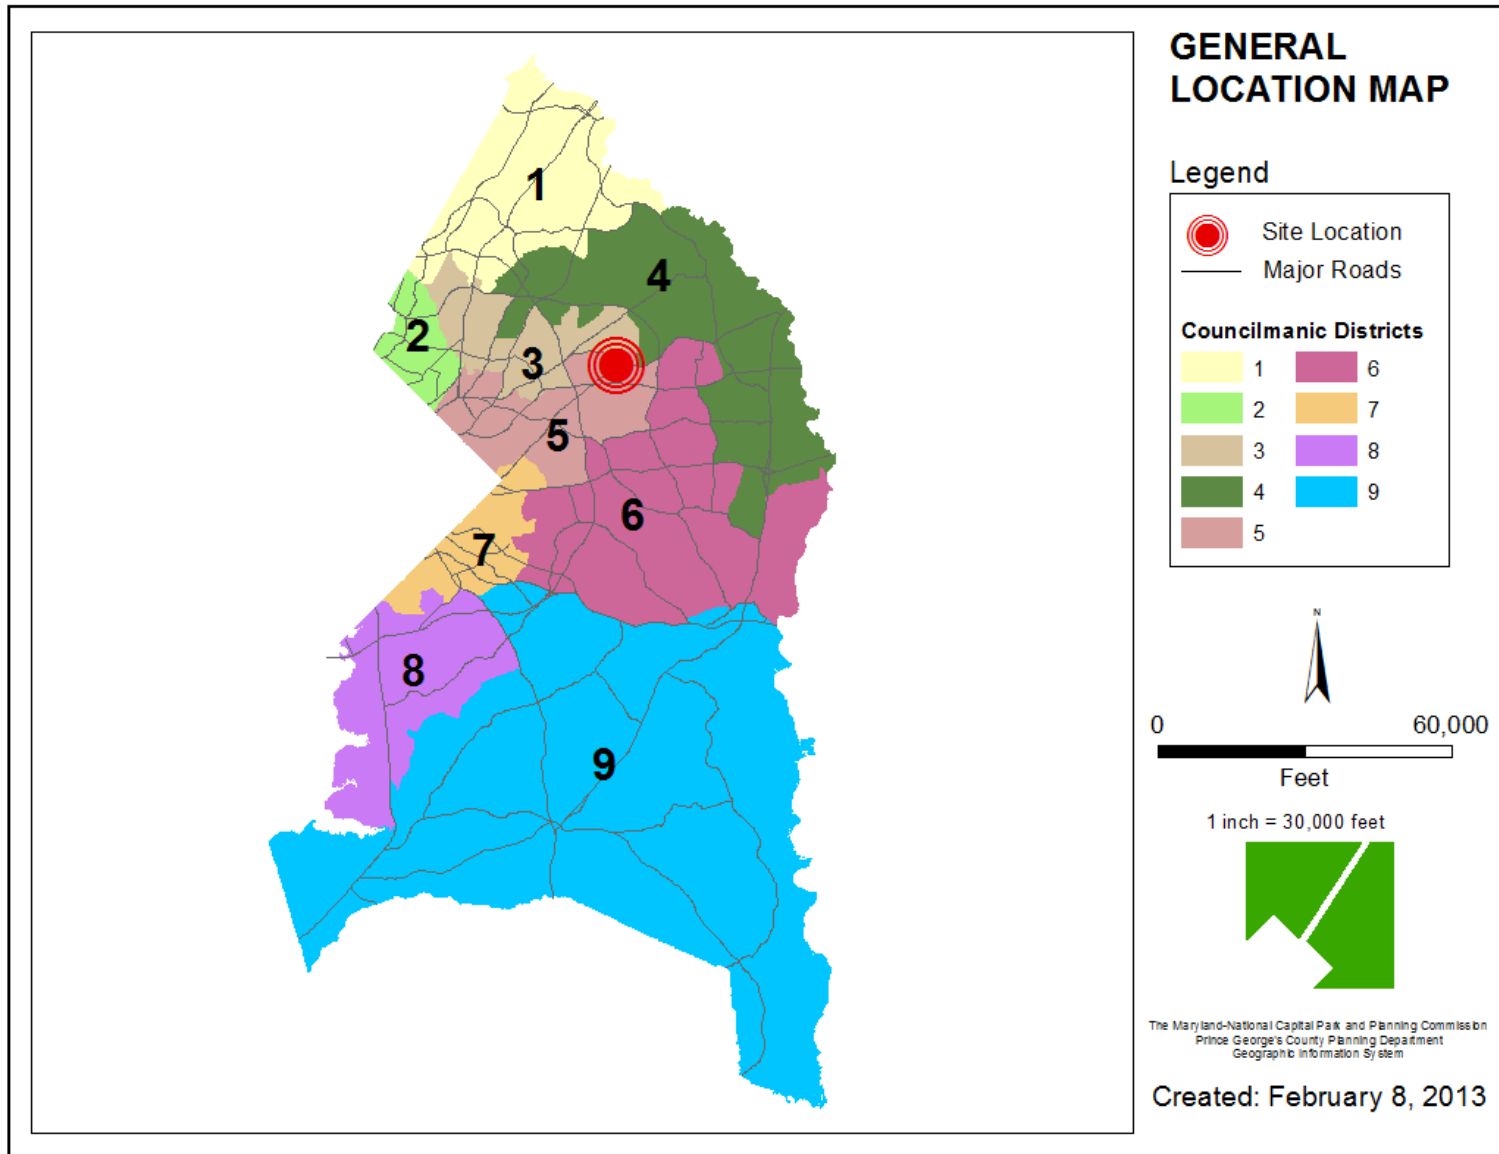 GENERAL
LOCATION MAP
Legend
Site Location
Major Roads
Councilmanic Districts
1 6
2 7
3 8
4 9
5
1
4
2
3
5
6
7
8
9
N
0 60,000
Feet
1 inch = 30,000 feet
The Maryland-National Capital Park and Planning Commission
Prince George's County Planning Department
Geographic Information System
Created: February 8, 2013